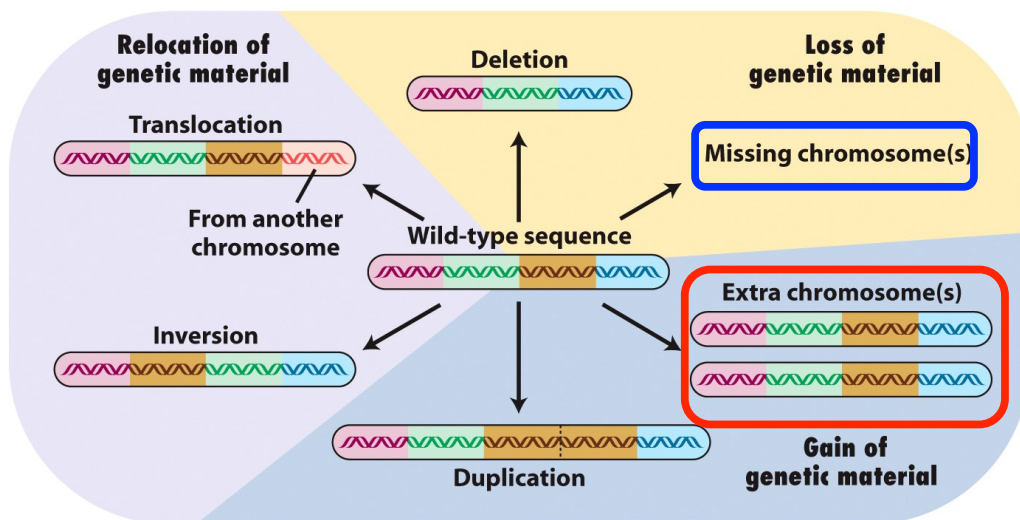 Relocation of
genetic material
Deletion
Loss of
genetic material
Translocation
Missing chromosome(s)
From another
chromosome
Wild-type sequence
Extra chromosome(s)
Inversion
Duplication
Gain of
genetic material